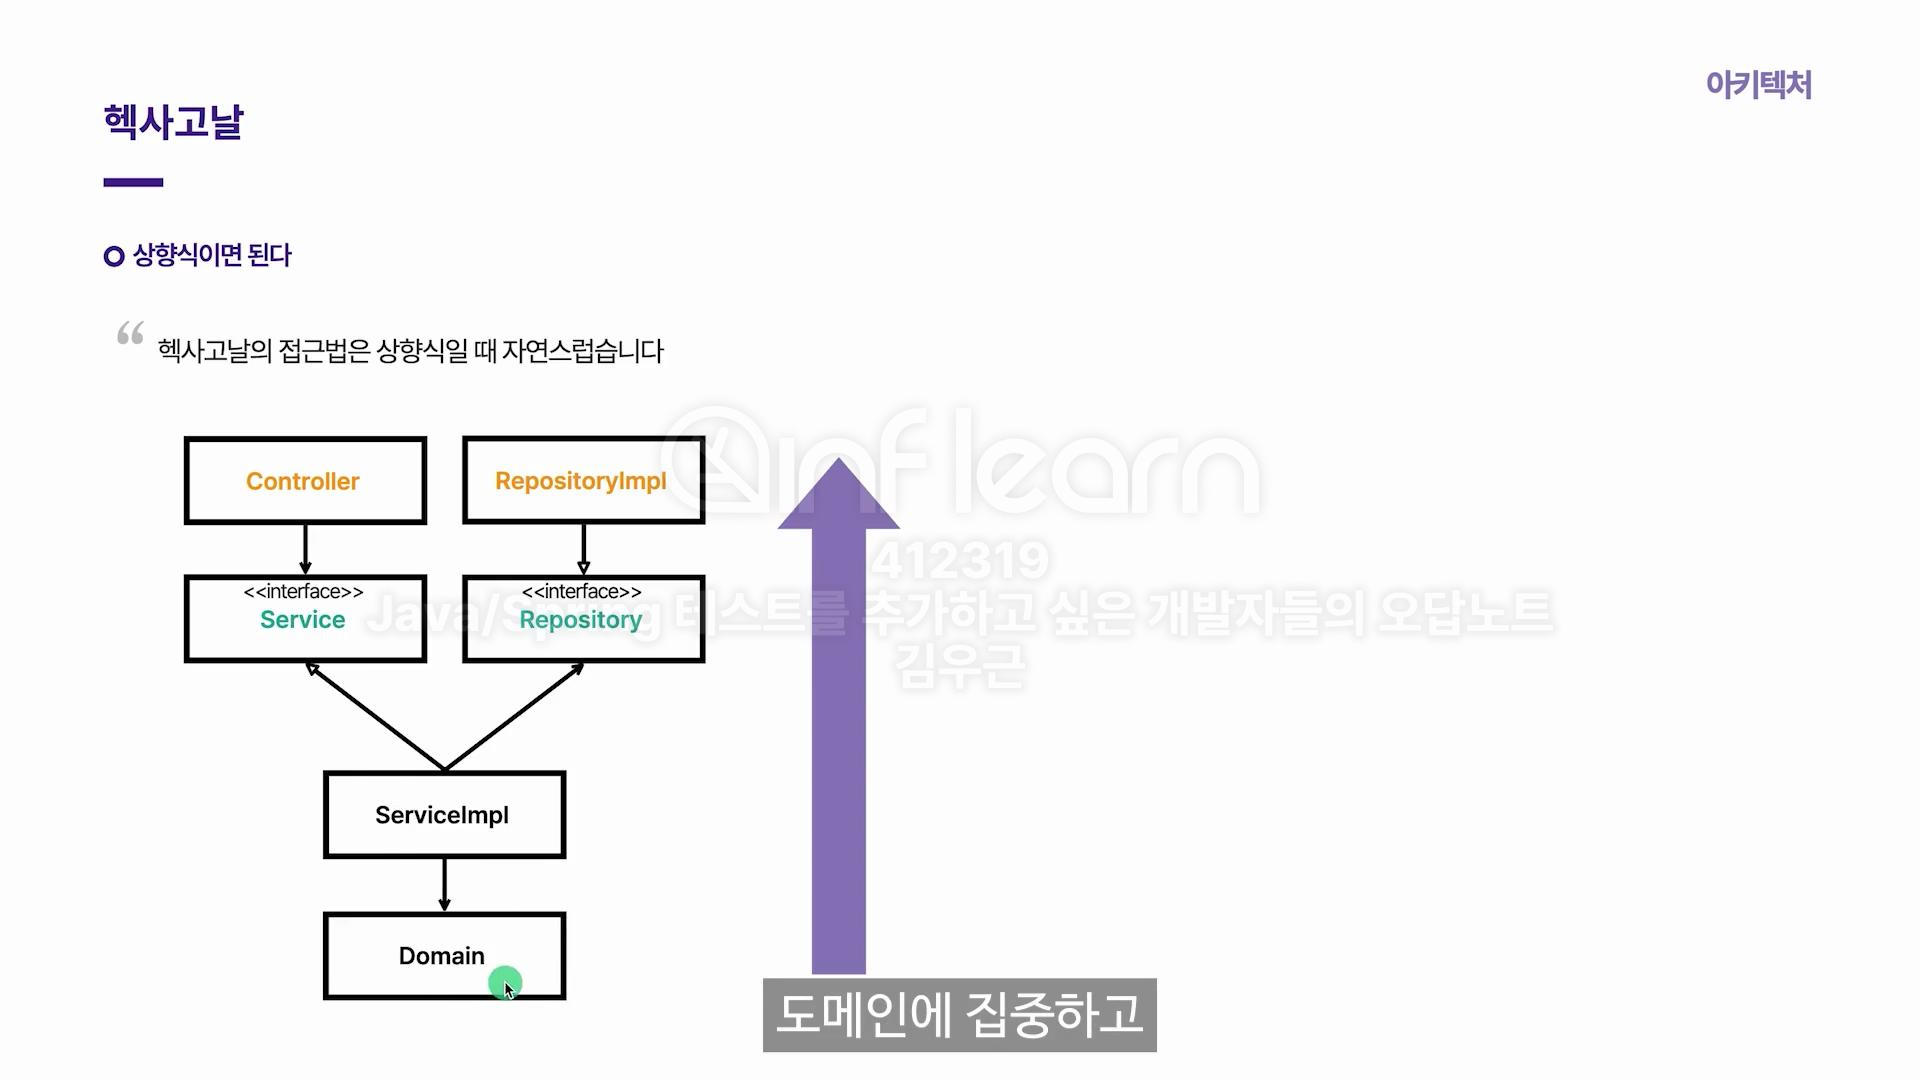 아키텍처
헥사고날
상향식이면 된다
“ 헥사고날의 접근법은 상향식일 때 자연스럽습니다
Controller
RepositoryImpl
<<interface>>
Service
<<interface>>
Repository
ServiceImpl
Domain
inflearn
412319
Java/Spring 테스트를 추가하고 싶은 개발자들의 오답노트
김우근
도메인에 집중하고